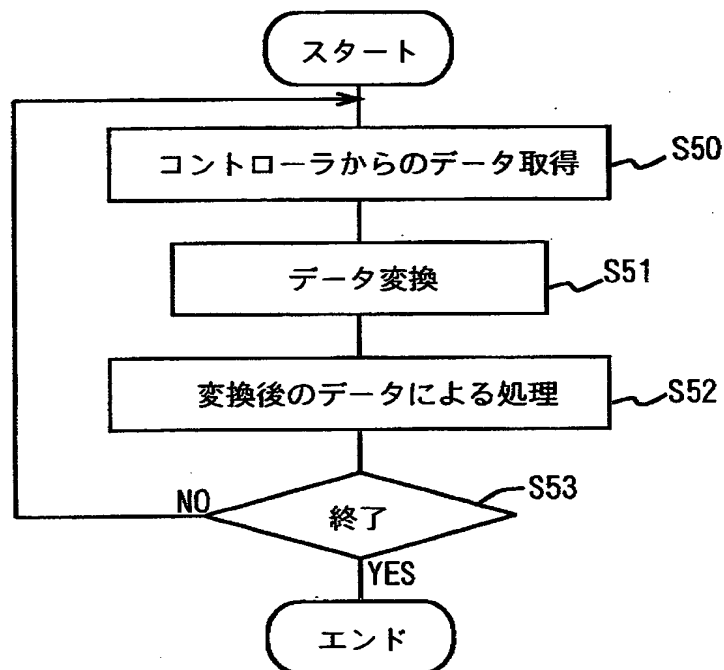 スタート
コントローラからのデータ取得
S50
データ変換
S51
変換後のデータによる処理
S52
S53
NO
終了
YES
エンド